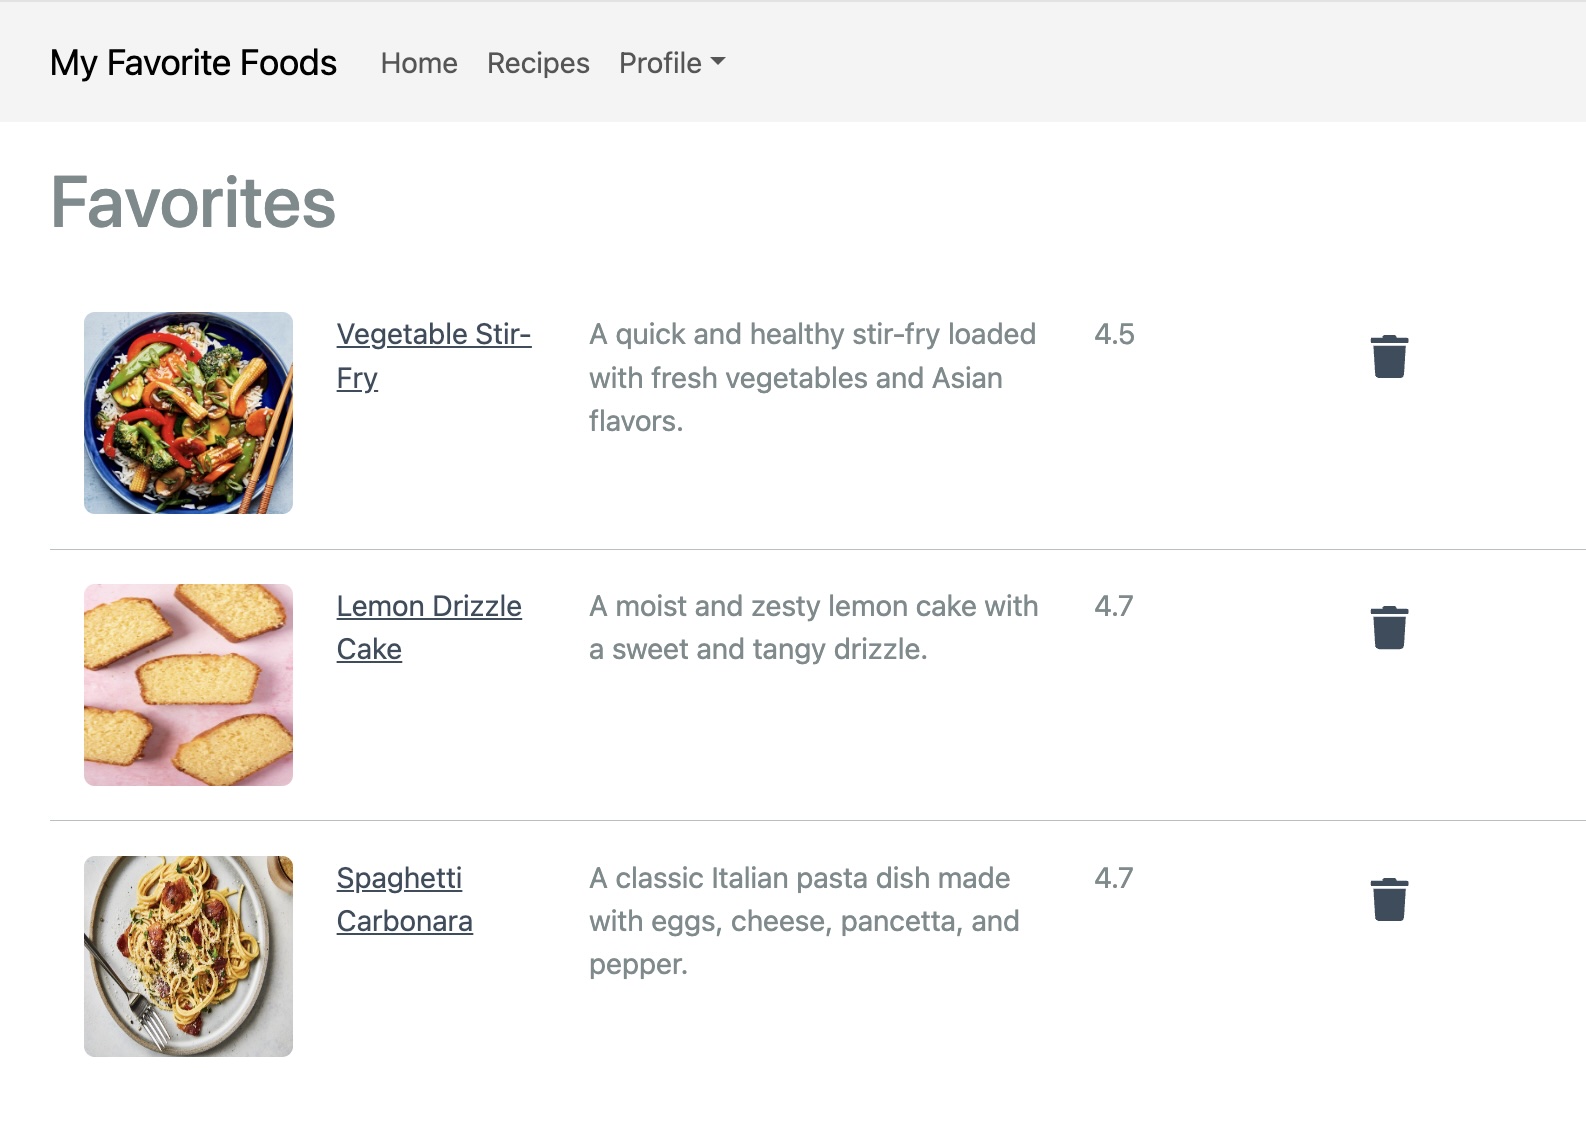 My Favorite Foods Home Recipes Profile
Favorites
Vegetable Stir-
Fry
A quick and healthy stir-fry loaded
with fresh vegetables and Asian
flavors.
4.5
Lemon Drizzle
Cake
A moist and zesty lemon cake with
a sweet and tangy drizzle.
4.7
Spaghetti
Carbonara
A classic Italian pasta dish made
with eggs, cheese, pancetta, and
pepper.
4.7